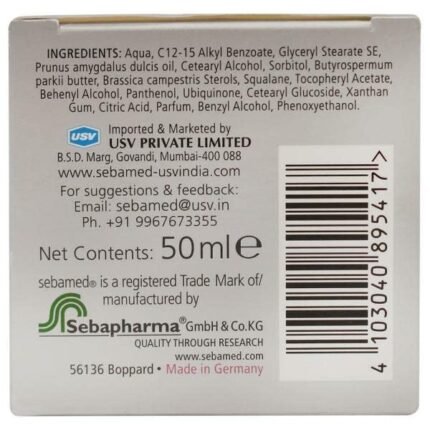 INGREDIENTS: Aqua, C12-15 Alkyl Benzoate, Glyceryl Stearate SE,
Prunus amygdalus dulcis oil, Cetearyl Alcohol, Sorbitol, Butyrospermum
parkii butter, Brassica campestris Sterols, Squalane, Tocopheryl Acetate,
Behenyl Alcohol, Panthenol, Ubiquinone, Cetearyl Glucoside, Xanthan
Gum, Citric Acid, Parfum, Benzyl Alcohol, Phenoxyethanol.
USV
Imported & Marketed by
USV PRIVATE LIMITED
B.S.D. Marg, Govandi, Mumbai-400 088
www.sebamed-usvindia.com
For suggestions & feedback:
Email: sebamed@usv.in
Ph. +91 9967673355
Net Contents: 50ml℮
sebamed® is a registered Trade Mark of/
manufactured by
Sebapharma® GmbH & Co.KG
QUALITY THROUGH RESEARCH
www.sebamed.com
56136 Boppard • Made in Germany
4 103040 895417 >